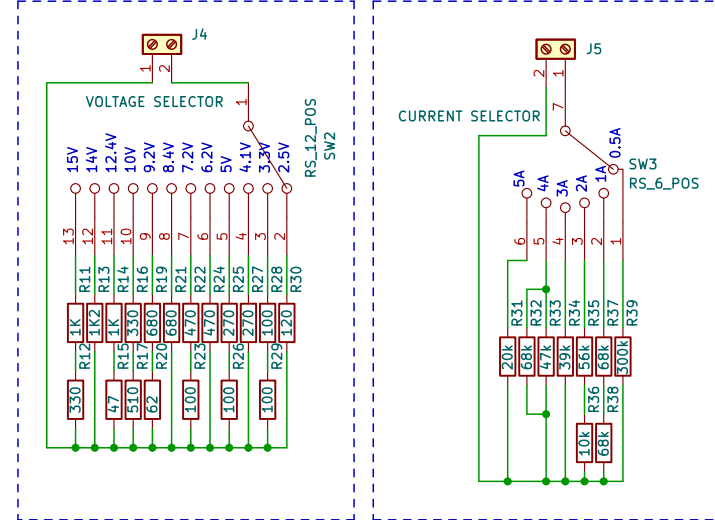 J4
1
2
VOLTAGE SELECTOR
1
RS_12_POS
SW2
15V
14V
12.4V
10V
9.2V
8.4V
7.2V
6.2V
5V
4.1V
3.3V
2.5V
13
12
11
10
9
8
7
6
5
4
3
2
R11
R13
R14
R16
R19
R21
R22
R24
R25
R27
R28
R30
1K
1K2
1K
330
680
680
470
470
270
270
100
120
R12
R15
R17
R20
R23
R26
R29
330
47
510
62
100
100
100
J5
2
1
CURRENT SELECTOR
7
0.5A
SW3
RS_6_POS
5A
4A
3A
2A
1A
6
5
4
3
2
1
R31
R32
R33
R34
R35
R37
R39
20k
68k
47k
39k
56k
68k
300k
R36
R38
10k
68k